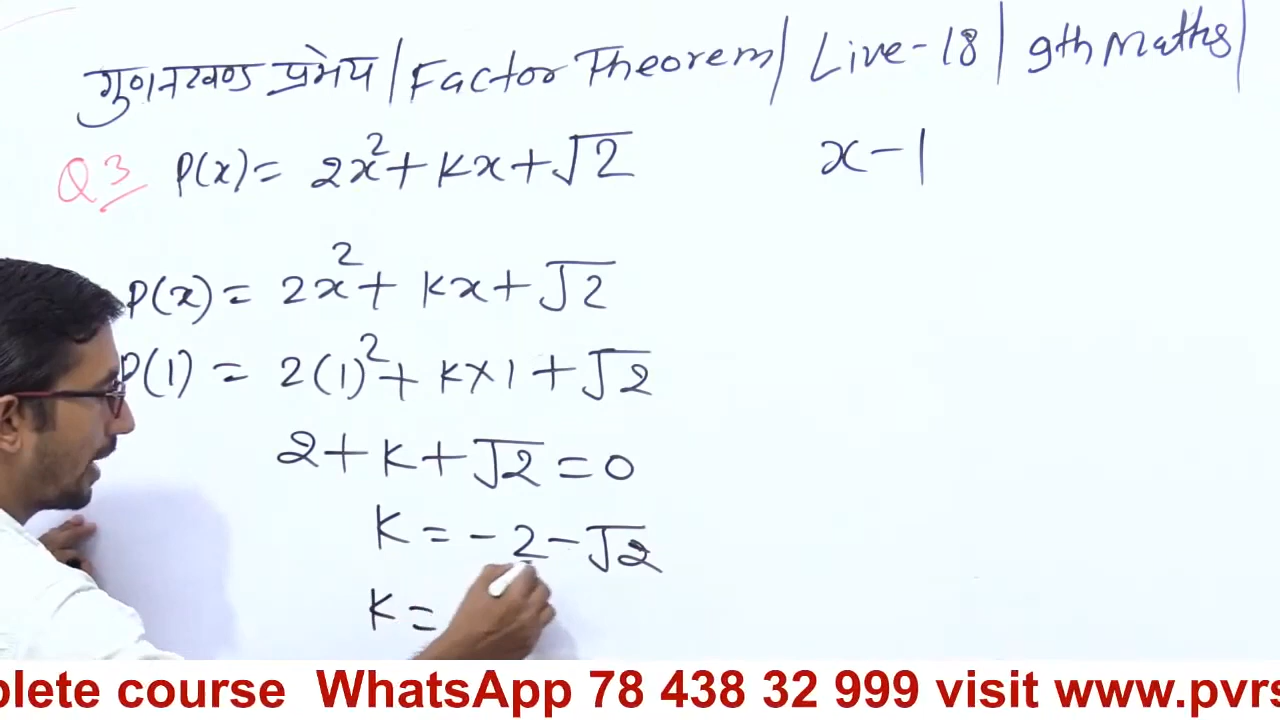 गुणनखण्ड प्रमेय / Factor Theorem / Live-18 / 9th Maths /
Q3 P(x) = 2x² + Kx + √2 x - 1
P(x) = 2x² + Kx + √2
P(1) = 2(1)² + K×1 + √2
2 + K + √2 = 0
K = -2 - √2
K =
plete course WhatsApp 78 438 32 999 visit www.pvrs